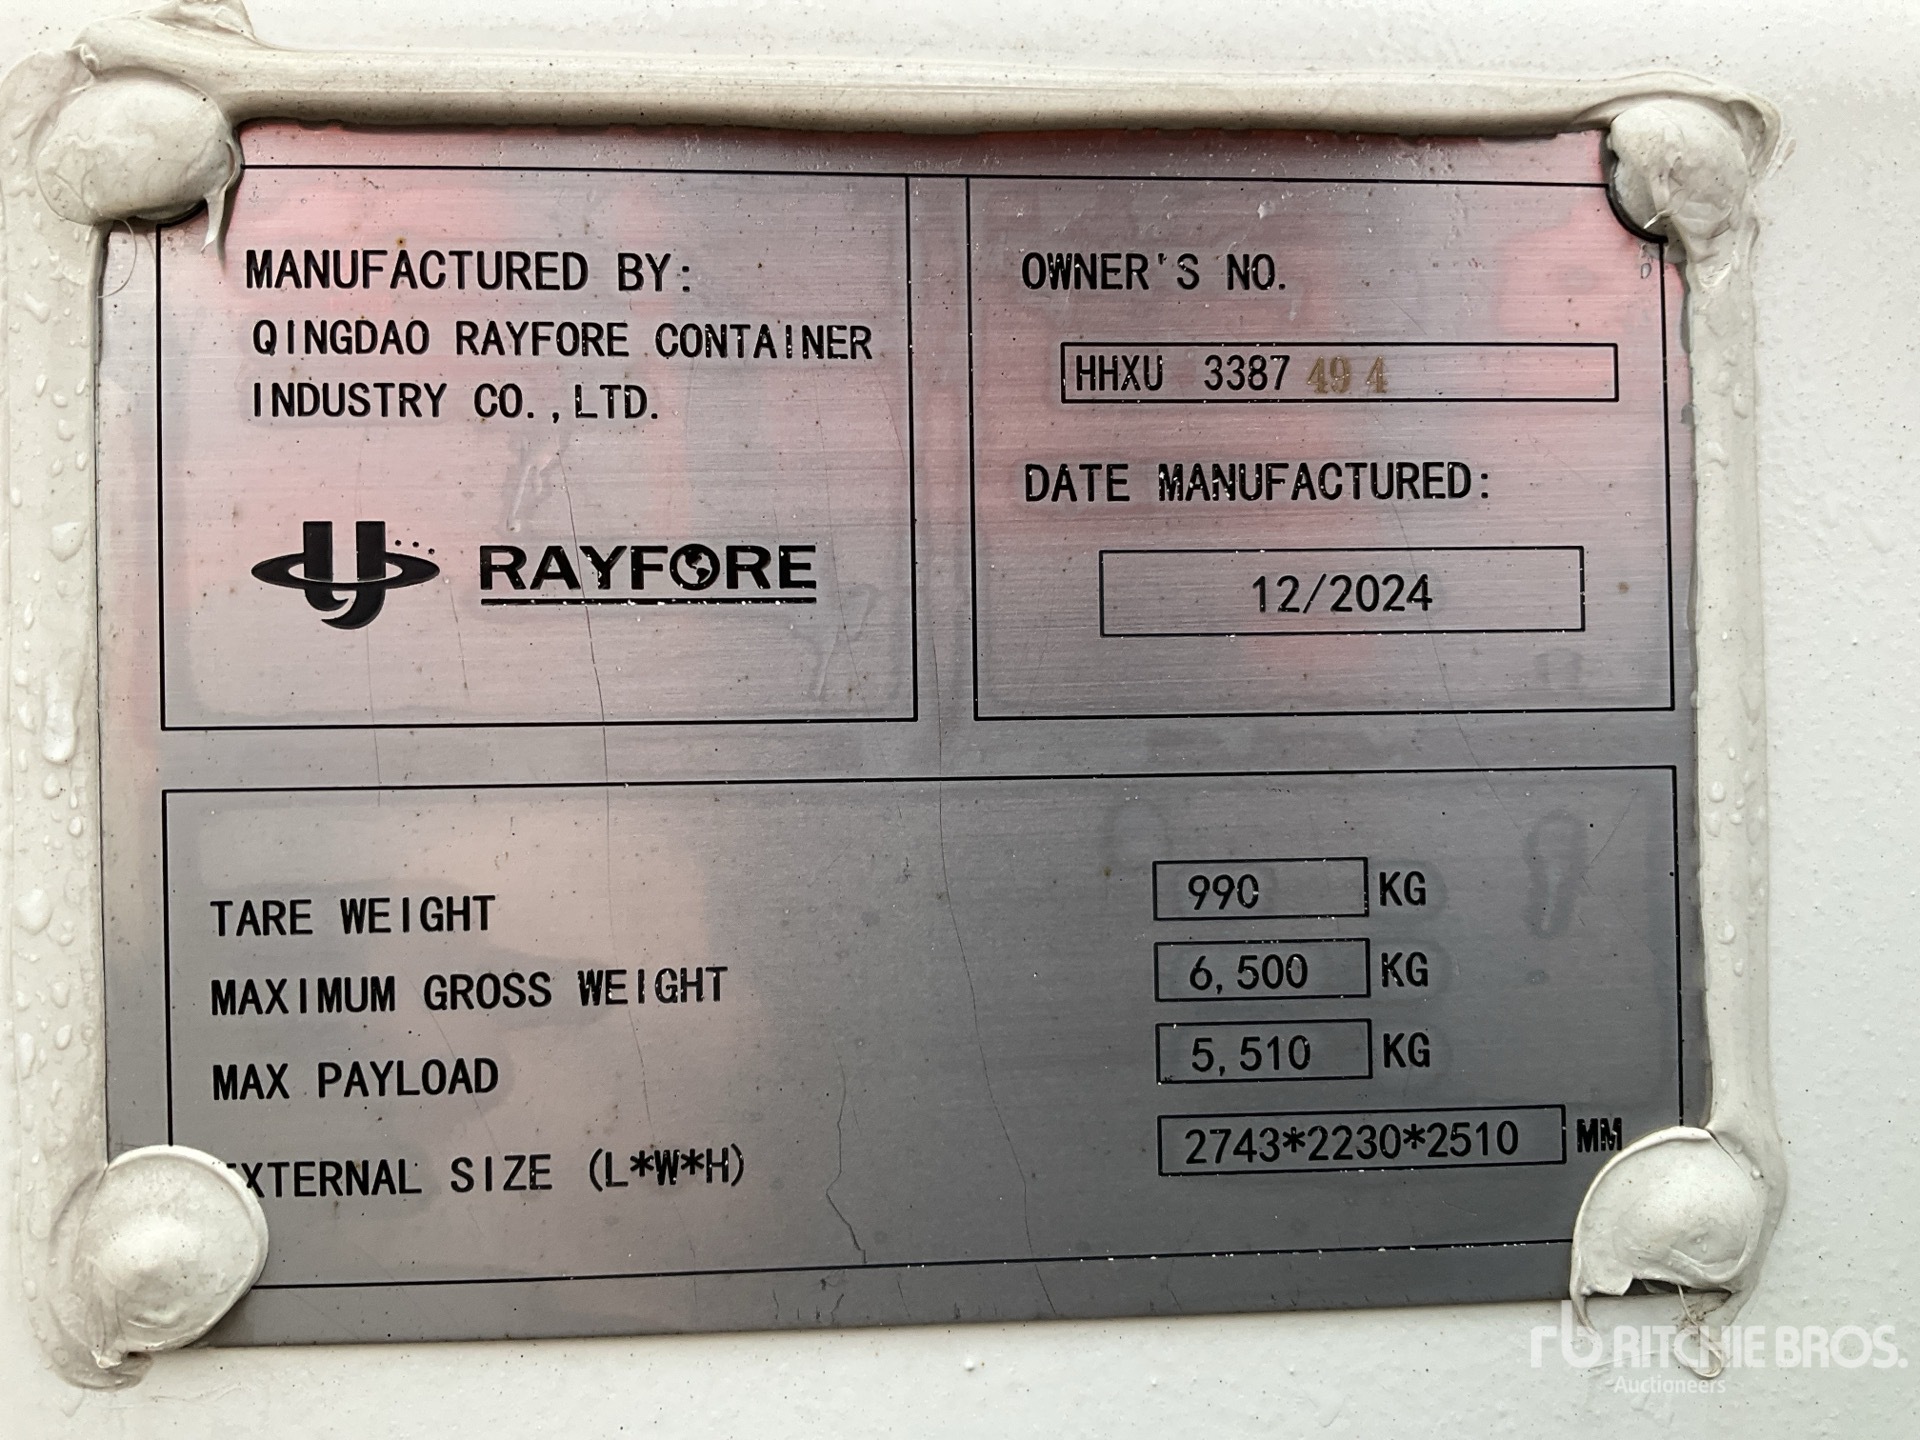 MANUFACTURED BY:
QINGDAO RAYFORE CONTAINER
INDUSTRY CO.,LTD.
RAYFORE
OWNER'S NO.
HHXU 3387 49 4
DATE MANUFACTURED:
12/2024
TARE WEIGHT 990 KG
MAXIMUM GROSS WEIGHT 6,500 KG
MAX PAYLOAD 5,510 KG
EXTERNAL SIZE (L*W*H) 2743*2230*2510 MM
rb RITCHIE BROS.
Auctioneers